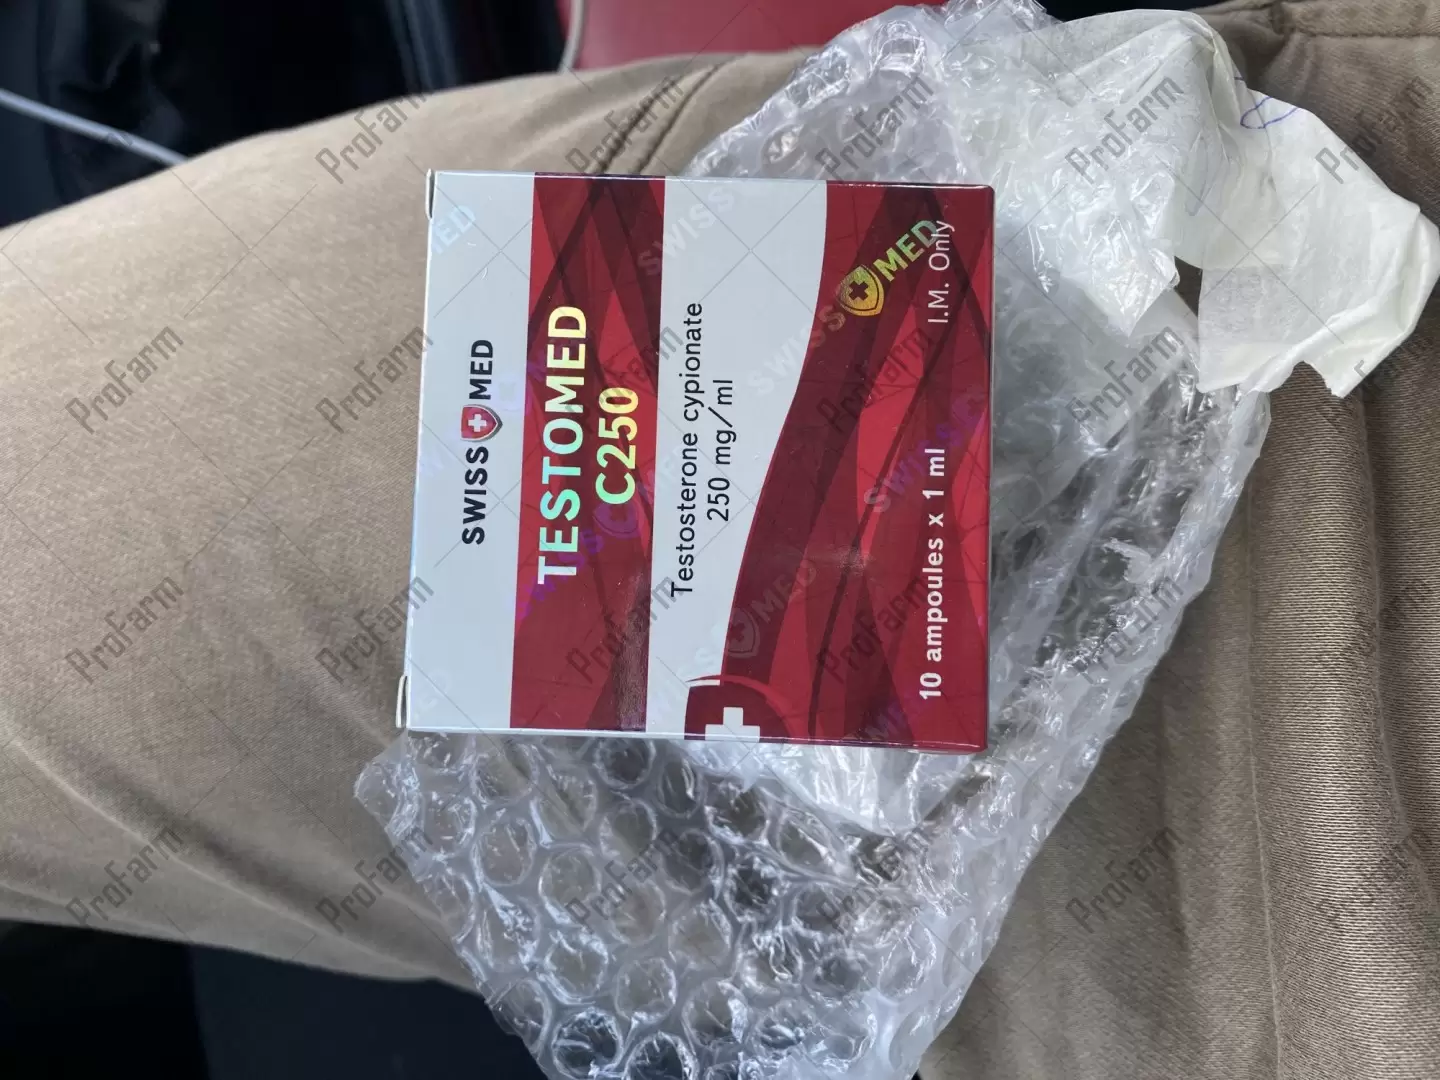 SWISS MED
TESTOMED
C250
Testosterone cypionate
250 mg/ml
SWISS MED
10 ampoules x 1 ml
I.M. Only
ProFarm